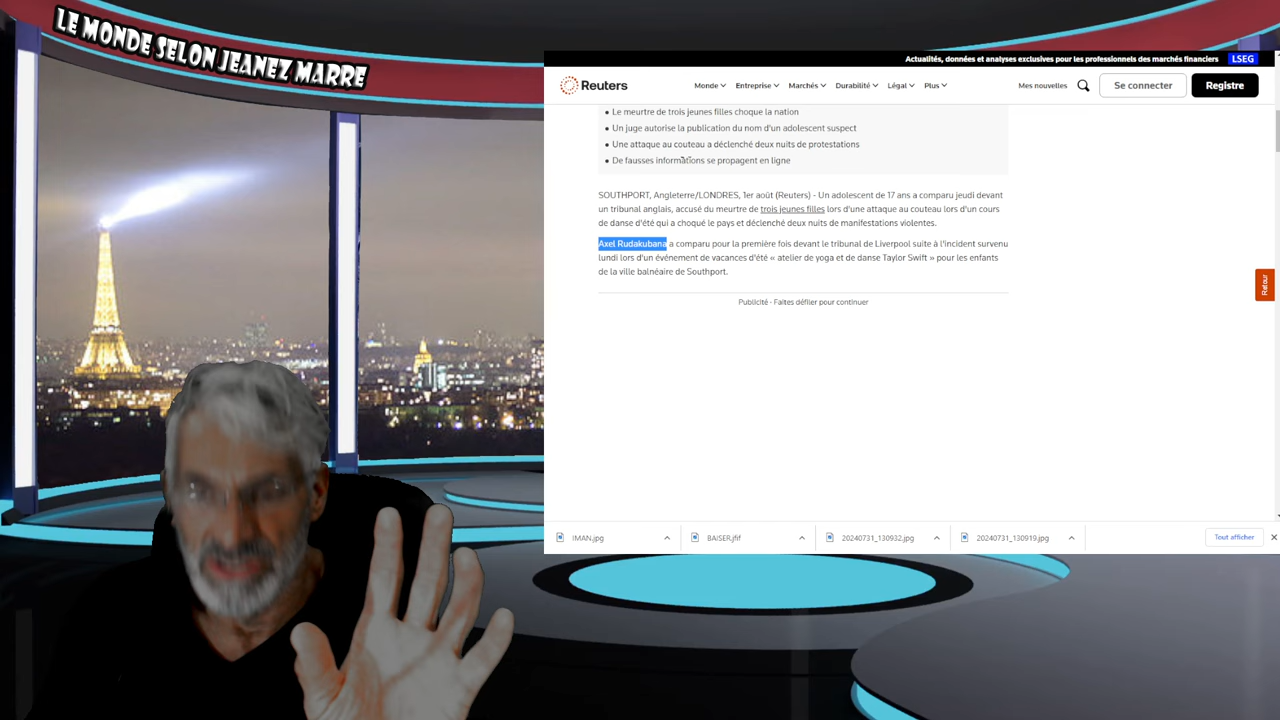 LE MONDE SELON JEANEZ MARRE
Actualités, données et analyses exclusives pour les professionnels des marchés financiers LSEG
Reuters Monde Entreprise Marchés Durabilité Légal Plus Mes nouvelles Se connecter Registre
Le meurtre de trois jeunes filles choque la nation
Un juge autorise la publication du nom d'un adolescent suspect
Une attaque au couteau a déclenché deux nuits de protestations
De fausses informations se propagent en ligne
SOUTHPORT, Angleterre/LONDRES, 1er août (Reuters) - Un adolescent de 17 ans a comparu jeudi devant
un tribunal anglais, accusé du meurtre de trois jeunes filles lors d'une attaque au couteau lors d'un cours
de danse d'été qui a choqué le pays et déclenché deux nuits de manifestations violentes.
Axel Rudakubana a comparu pour la première fois devant le tribunal de Liverpool suite à l'incident survenu
lundi lors d'un événement de vacances d'été « atelier de yoga et de danse Taylor Swift » pour les enfants
de la ville balnéaire de Southport.
Publicité - Faites défiler pour continuer
Retour
IMAN.jpg BAISER.jfif 20240731_130932.jpg 20240731_130919.jpg Tout afficher